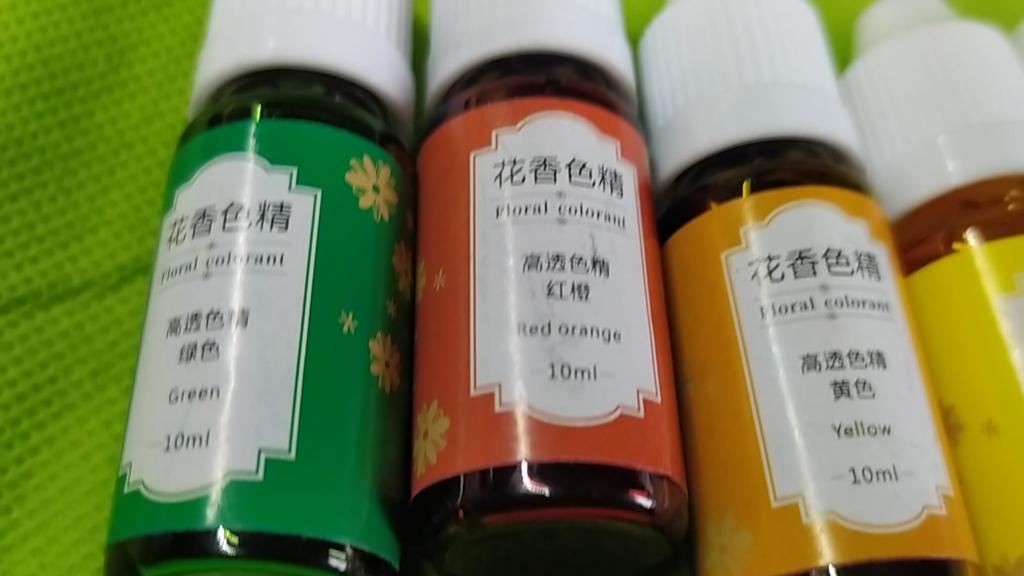 花香色精
Floral colorant
高透色精
绿色
Green
10ml
花香色精
Floral colorant
高透色精
红橙
Red orange
10ml
花香色精
Floral colorant
高透色精
黄色
Yellow
10ml